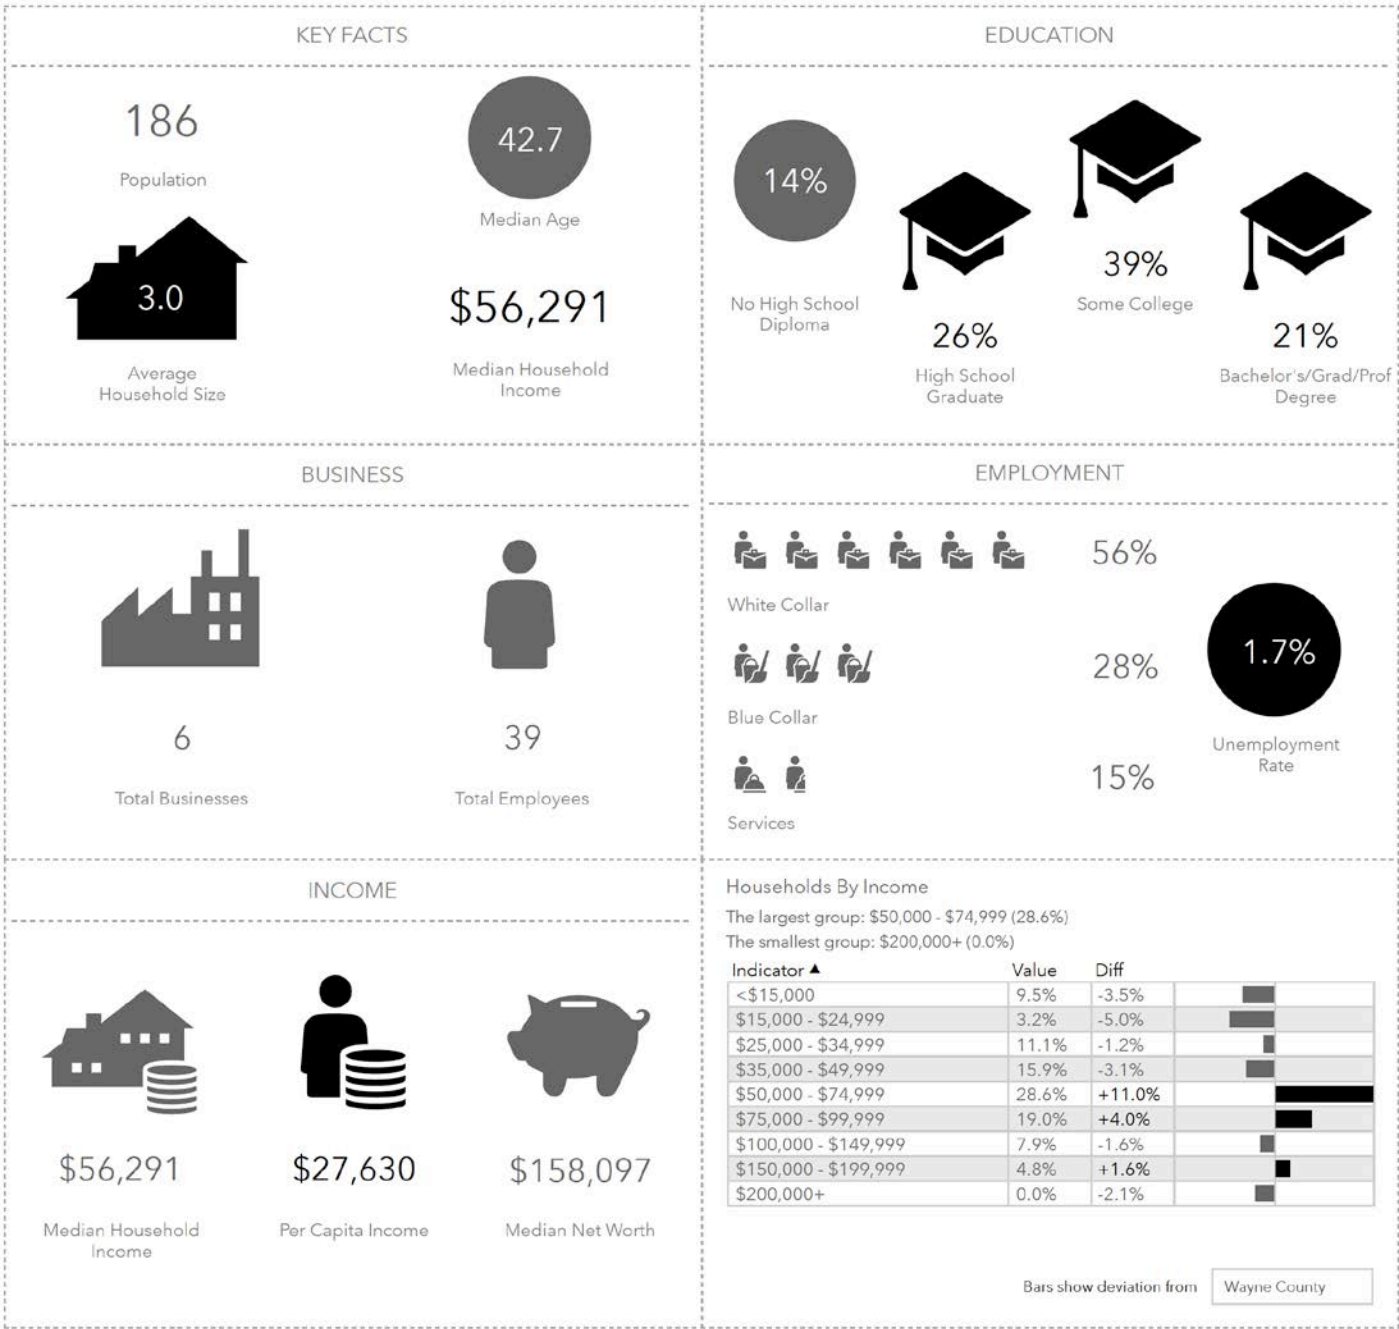 KEY FACTS
186
Population
42.7
Median Age
3.0
Average
Household Size
$56,291
Median Household
Income
EDUCATION
14%
No High School
Diploma
26%
High School
Graduate
39%
Some College
21%
Bachelor's/Grad/Prof
Degree
BUSINESS
6
Total Businesses
39
Total Employees
EMPLOYMENT
56%
White Collar
28%
Blue Collar
15%
Services
1.7%
Unemployment
Rate
INCOME
$56,291
Median Household
Income
$27,630
Per Capita Income
$158,097
Median Net Worth
Households By Income
The largest group: $50,000 - $74,999 (28.6%)
The smallest group: $200,000+ (0.0%)
Indicator ▲ Value Diff
<$15,000 9.5% -3.5%
$15,000 - $24,999 3.2% -5.0%
$25,000 - $34,999 11.1% -1.2%
$35,000 - $49,999 15.9% -3.1%
$50,000 - $74,999 28.6% +11.0%
$75,000 - $99,999 19.0% +4.0%
$100,000 - $149,999 7.9% -1.6%
$150,000 - $199,999 4.8% +1.6%
$200,000+ 0.0% -2.1%
Bars show deviation from Wayne County